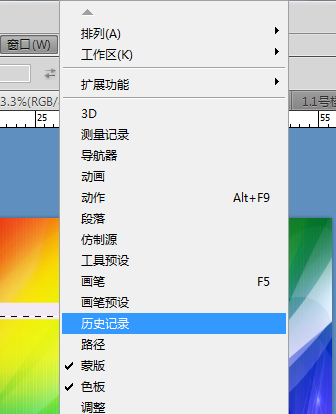 排列(A)
窗口(W)
工作区(K)
扩展功能
3.3%(RGB/
1.1号
25
55
3D
测量记录
导航器
动画
动作 Alt+F9
段落
仿制源
工具预设
画笔 F5
画笔预设
历史记录
路径
蒙版
色板
调整